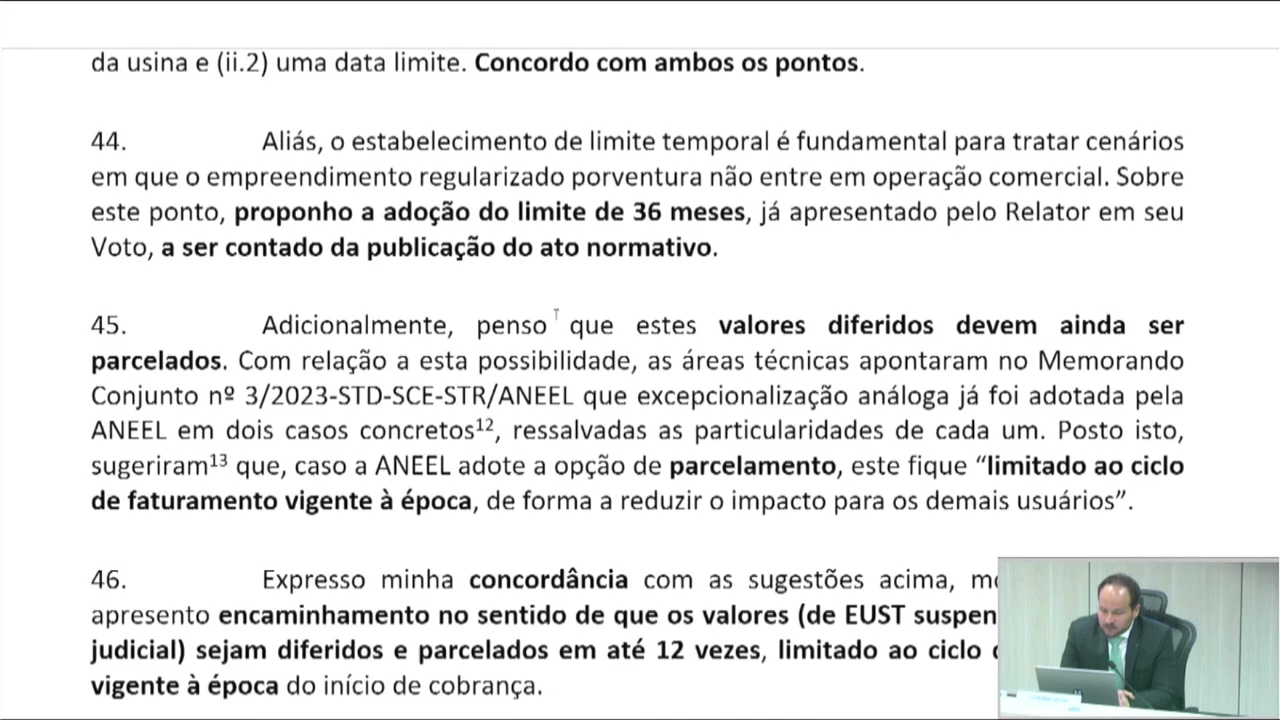 da usina e (ii.2) uma data limite. Concordo com ambos os pontos.
44. Aliás, o estabelecimento de limite temporal é fundamental para tratar cenários
em que o empreendimento regularizado porventura não entre em operação comercial. Sobre
este ponto, proponho a adoção do limite de 36 meses, já apresentado pelo Relator em seu
Voto, a ser contado da publicação do ato normativo.
45. Adicionalmente, penso que estes valores diferidos devem ainda ser
parcelados. Com relação a esta possibilidade, as áreas técnicas apontaram no Memorando
Conjunto nº 3/2023-STD-SCE-STR/ANEEL que excepcionalização análoga já foi adotada pela
ANEEL em dois casos concretos¹², ressalvadas as particularidades de cada um. Posto isto,
sugeriram¹³ que, caso a ANEEL adote a opção de parcelamento, este fique “limitado ao ciclo
de faturamento vigente à época, de forma a reduzir o impacto para os demais usuários”.
46. Expresso minha concordância com as sugestões acima,
apresento encaminhamento no sentido de que os valores (de EUST suspen
judicial) sejam diferidos e parcelados em até 12 vezes, limitado ao ciclo
vigente à época do início de cobrança.